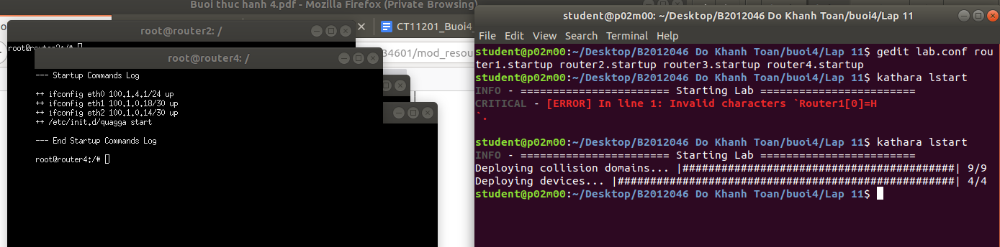 Buoi thuc hanh 4.pdf - Mozilla Firefox (Private Browsing)
CT11201_Buoi4_
34601/mod_resou
root@router2: /
root@router2:/#
root@router4: /
--- Startup Commands Log
++ ifconfig eth0 100.1.4.1/24 up
++ ifconfig eth1 100.1.0.18/30 up
++ ifconfig eth2 100.1.0.14/30 up
++ /etc/init.d/quagga start
--- End Startup Commands Log
root@router4:/#
student@p02m00: ~/Desktop/B2012046 Do Khanh Toan/buoi4/Lap 11
File Edit View Search Terminal Help
student@p02m00:~/Desktop/B2012046 Do Khanh Toan/buoi4/Lap 11$ gedit lab.conf rou
ter1.startup router2.startup router3.startup router4.startup
student@p02m00:~/Desktop/B2012046 Do Khanh Toan/buoi4/Lap 11$ kathara lstart
INFO - ======================= Starting Lab ========================
CRITICAL - [ERROR] In line 1: Invalid characters `Router1[0]=H
`.
student@p02m00:~/Desktop/B2012046 Do Khanh Toan/buoi4/Lap 11$ kathara lstart
INFO - ======================= Starting Lab ========================
Deploying collision domains... |##########################################| 9/9
Deploying devices... |####################################################| 4/4
student@p02m00:~/Desktop/B2012046 Do Khanh Toan/buoi4/Lap 11$